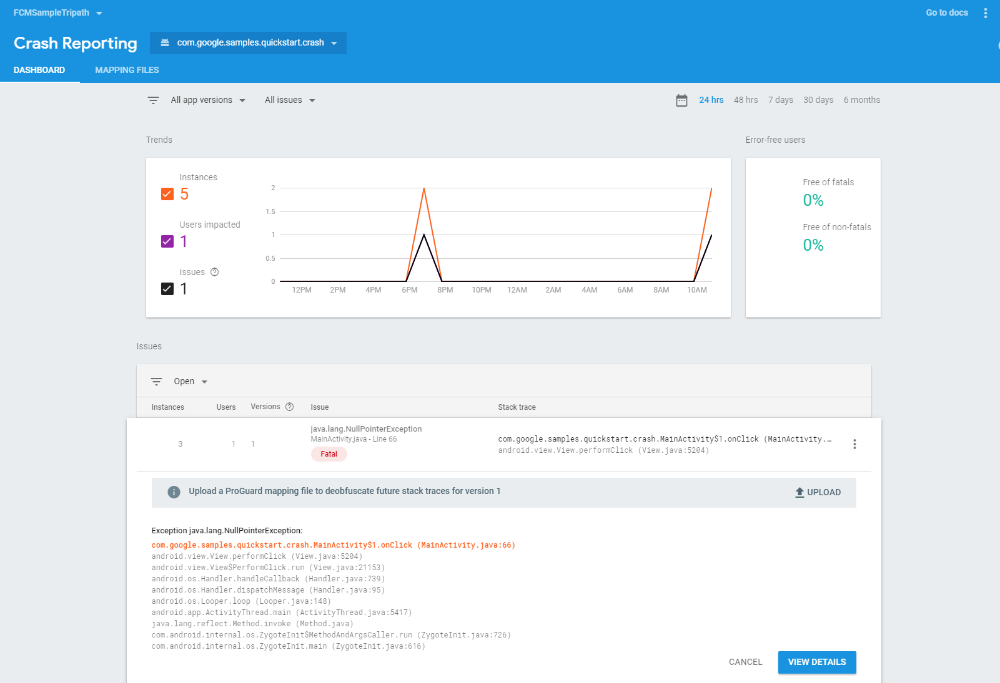 FCMSampleTripath
Go to docs
Crash Reporting
com.google.samples.quickstart.crash
DASHBOARD
MAPPING FILES
All app versions
All issues
24 hrs
48 hrs
7 days
30 days
6 months
Trends
Error-free users
Instances
5
Users impacted
1
Issues
1
2
1.5
1
0.5
0
12PM
2PM
4PM
6PM
8PM
10PM
12AM
2AM
4AM
6AM
8AM
10AM
Free of fatals
0%
Free of non-fatals
0%
Issues
Open
Instances
Users
Versions
Issue
Stack trace
3
1
1
java.lang.NullPointerException
MainActivity.java - Line 66
Fatal
com.google.samples.quickstart.crash.MainActivity$1.onClick (MainActivity.…
android.view.View.performClick (View.java:5204)
Upload a ProGuard mapping file to deobfuscate future stack traces for version 1
UPLOAD
Exception java.lang.NullPointerException:
com.google.samples.quickstart.crash.MainActivity$1.onClick (MainActivity.java:66)
android.view.View.performClick (View.java:5204)
android.view.View$PerformClick.run (View.java:21153)
android.os.Handler.handleCallback (Handler.java:739)
android.os.Handler.dispatchMessage (Handler.java:95)
android.os.Looper.loop (Looper.java:148)
android.app.ActivityThread.main (ActivityThread.java:5417)
java.lang.reflect.Method.invoke (Method.java)
com.android.internal.os.ZygoteInit$MethodAndArgsCaller.run (ZygoteInit.java:726)
com.android.internal.os.ZygoteInit.main (ZygoteInit.java:616)
CANCEL
VIEW DETAILS